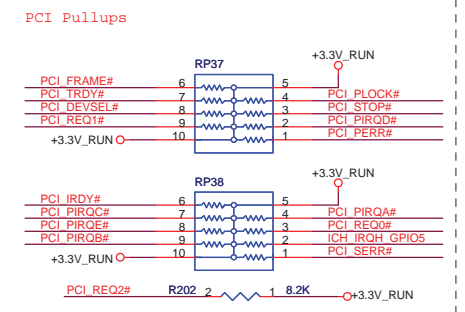 PCI Pullups
RP37
+3.3V_RUN
PCI_FRAME# 6 5
PCI_TRDY# 7 4 PCI_PLOCK#
PCI_DEVSEL# 8 3 PCI_STOP#
PCI_REQ1# 9 2 PCI_PIRQD#
+3.3V_RUN 10 1 PCI_PERR#
RP38
+3.3V_RUN
PCI_IRDY# 6 5
PCI_PIRQC# 7 4 PCI_PIRQA#
PCI_PIRQE# 8 3 PCI_REQ0#
PCI_PIRQB# 9 2 ICH_IRQH_GPIO5
+3.3V_RUN 10 1 PCI_SERR#
PCI_REQ2# R202 2 1 8.2K +3.3V_RUN